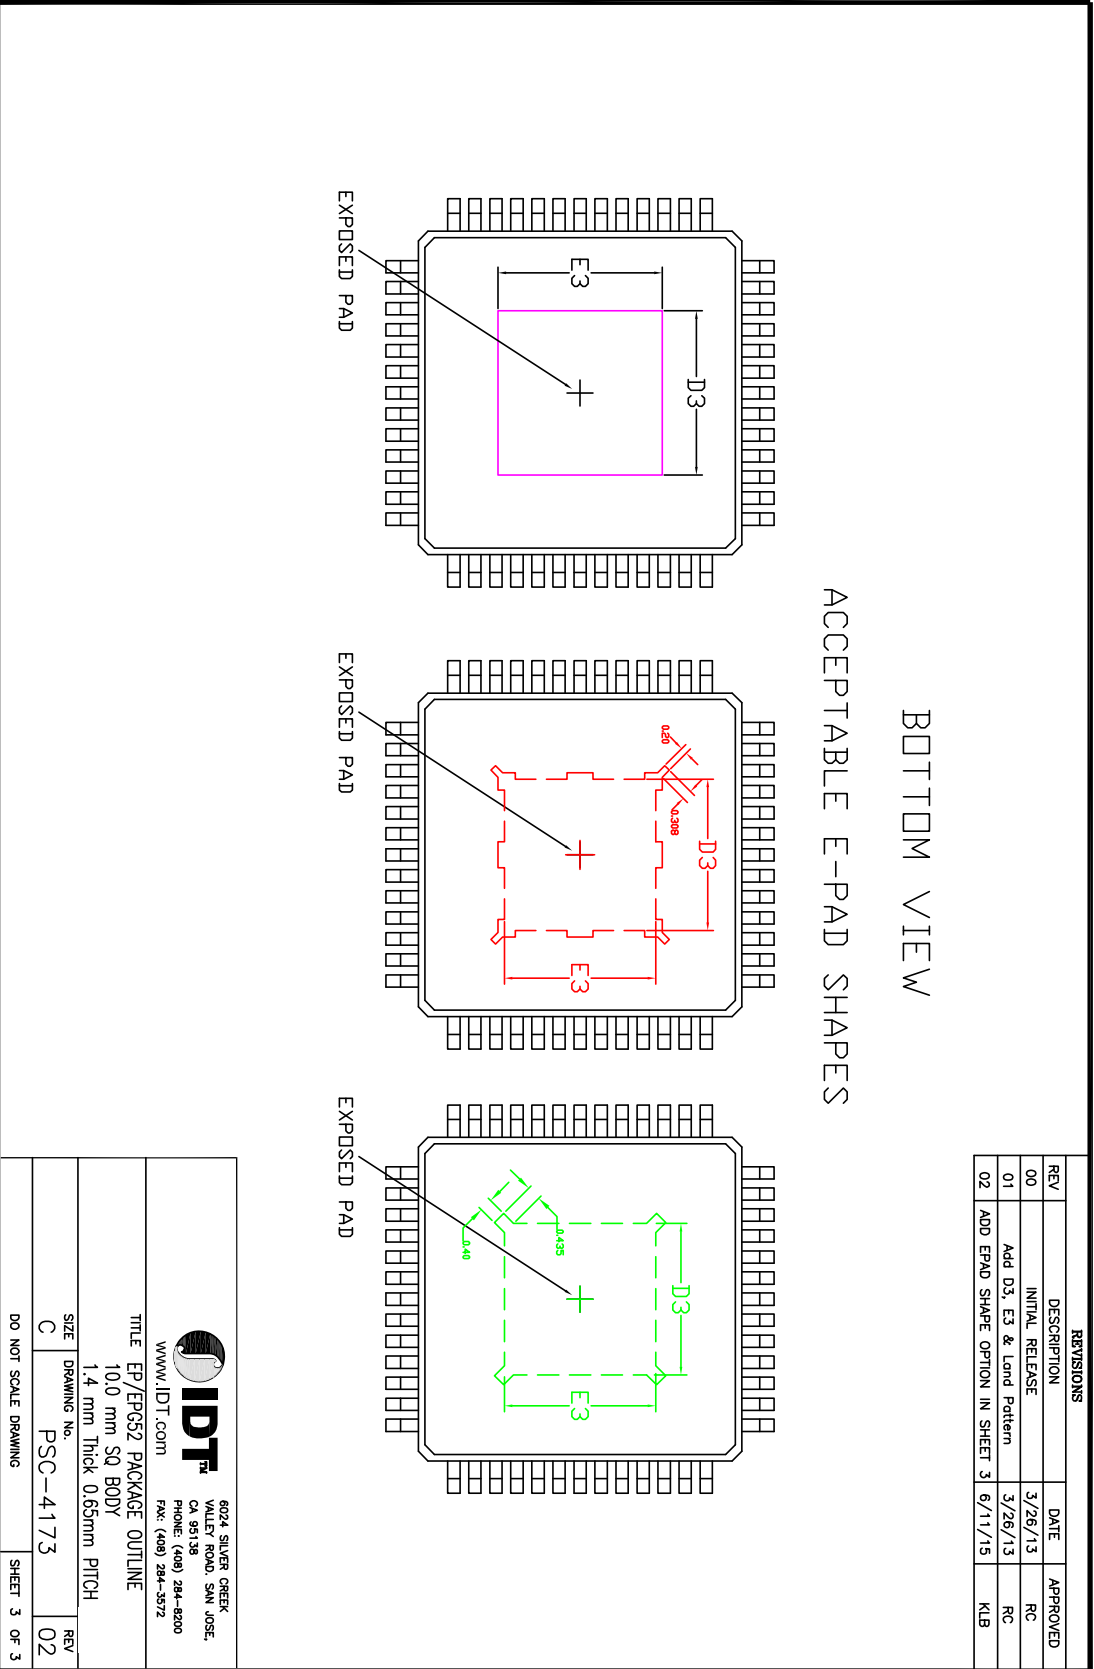 REVISIONS
REV DESCRIPTION DATE APPROVED
00 INITIAL RELEASE 3/26/13 RC
01 Add D3, E3 & Land Pattern 3/26/13 RC
02 ADD EPAD SHAPE OPTION IN SHEET 3 6/11/15 KLB
BOTTOM VIEW
ACCEPTABLE E-PAD SHAPES
D3
E3
EXPOSED PAD
0.20
0.308
D3
E3
EXPOSED PAD
D3
E3
0.435
0.40
EXPOSED PAD
IDT™
www.IDT.com
6024 SILVER CREEK
VALLEY ROAD, SAN JOSE,
CA 95138
PHONE: (408) 284-8200
FAX: (408) 284-3572
TITLE EP/EPG52 PACKAGE OUTLINE
10.0 mm SQ BODY
1.4 mm Thick 0.65mm PITCH
SIZE DRAWING No. REV
C PSC-4173 02
DO NOT SCALE DRAWING SHEET 3 OF 3